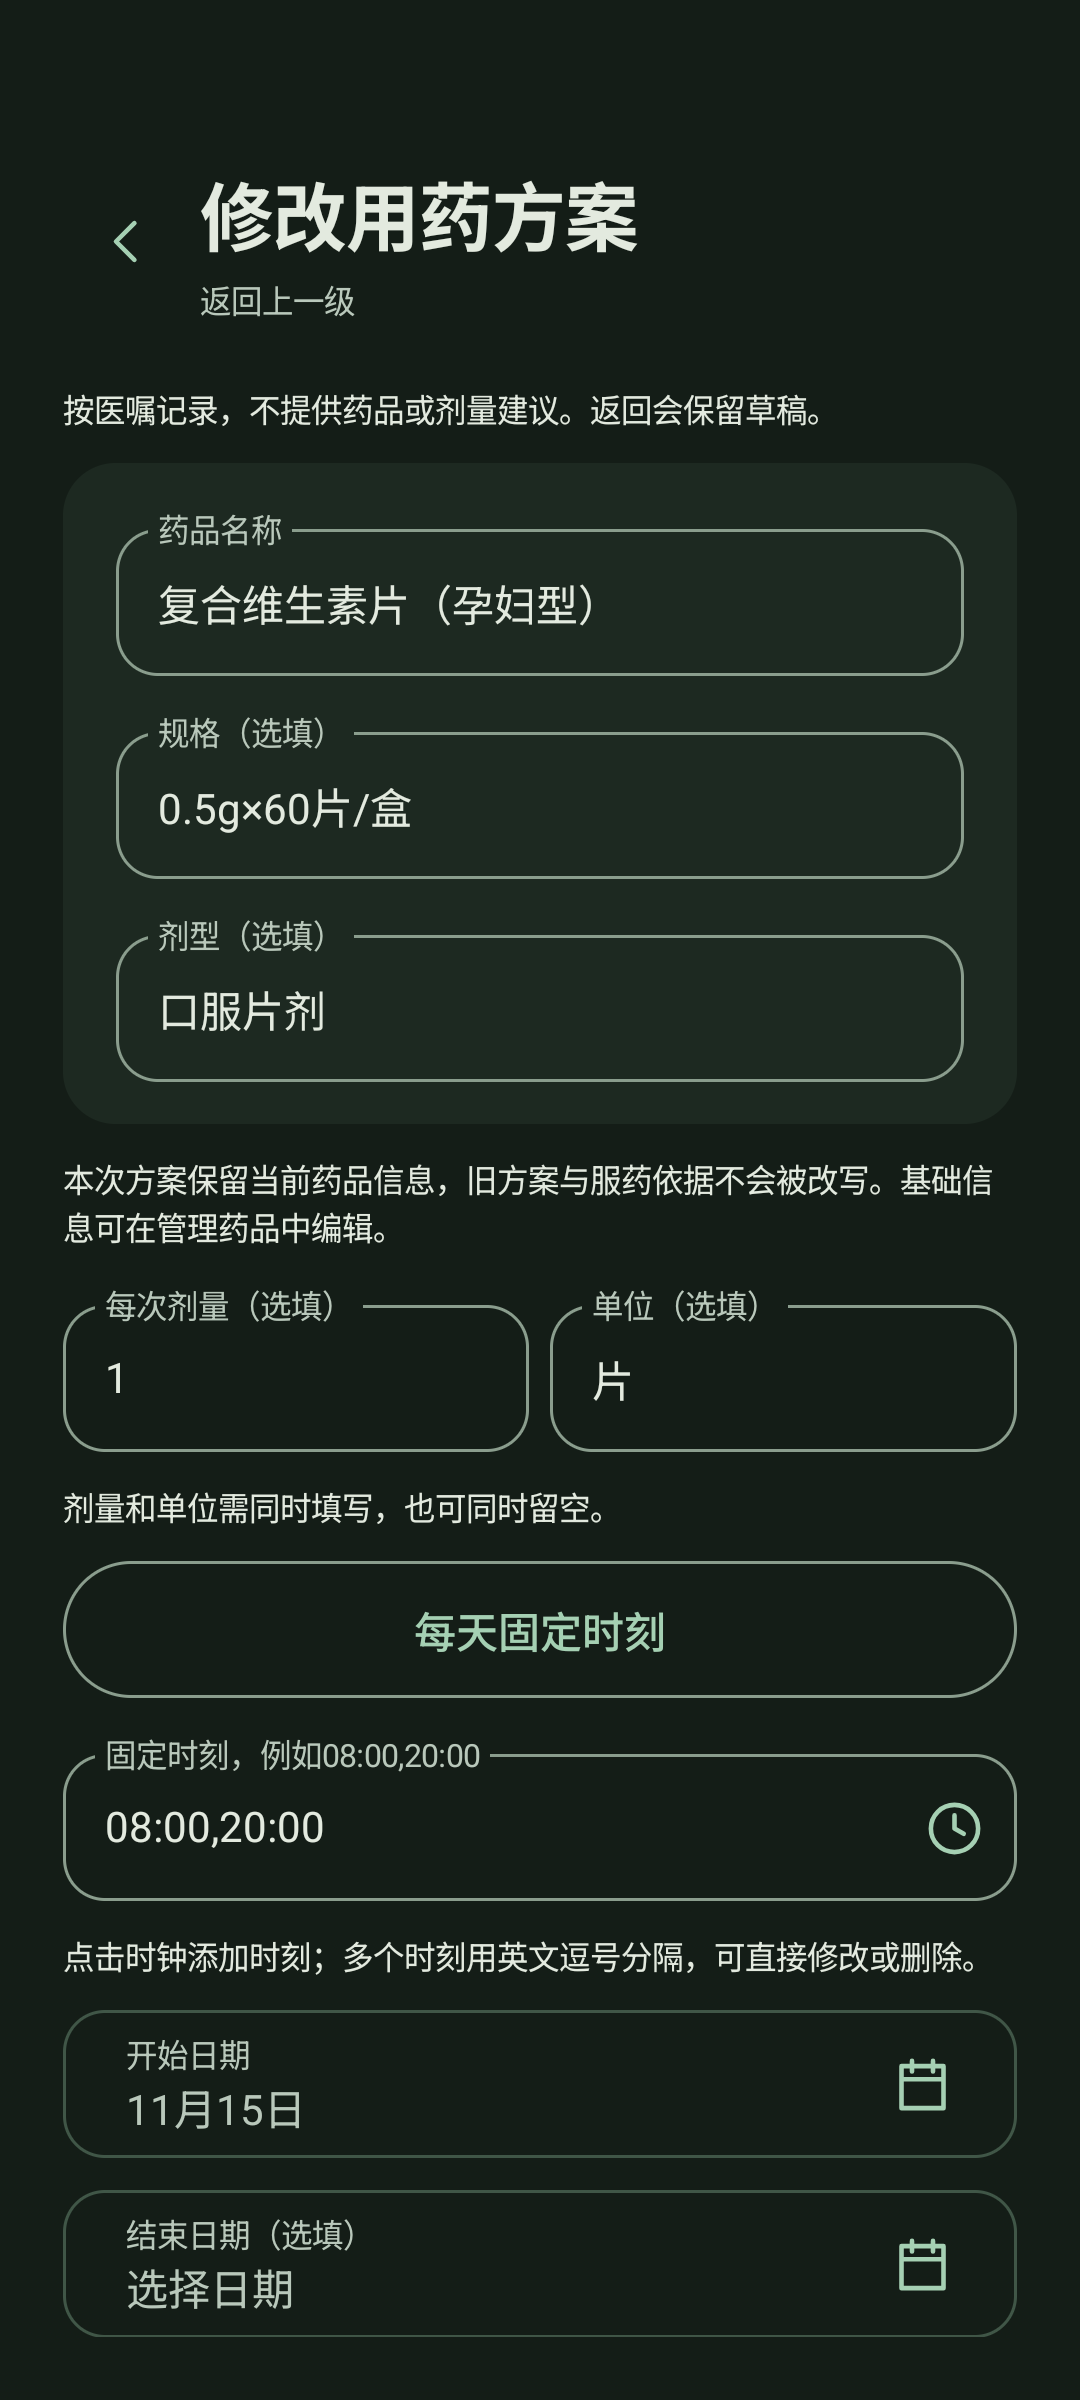 修改用药方案
返回上一级
按医嘱记录，不提供药品或剂量建议。返回会保留草稿。
药品名称
复合维生素片（孕妇型）
规格（选填）
0.5g×60片/盒
剂型（选填）
口服片剂
本次方案保留当前药品信息，旧方案与服药依据不会被改写。基础信
息可在管理药品中编辑。
每次剂量（选填）
1
单位（选填）
片
剂量和单位需同时填写，也可同时留空。
每天固定时刻
固定时刻，例如08:00,20:00
08:00,20:00
点击时钟添加时刻；多个时刻用英文逗号分隔，可直接修改或删除。
开始日期
11月15日
结束日期（选填）
选择日期